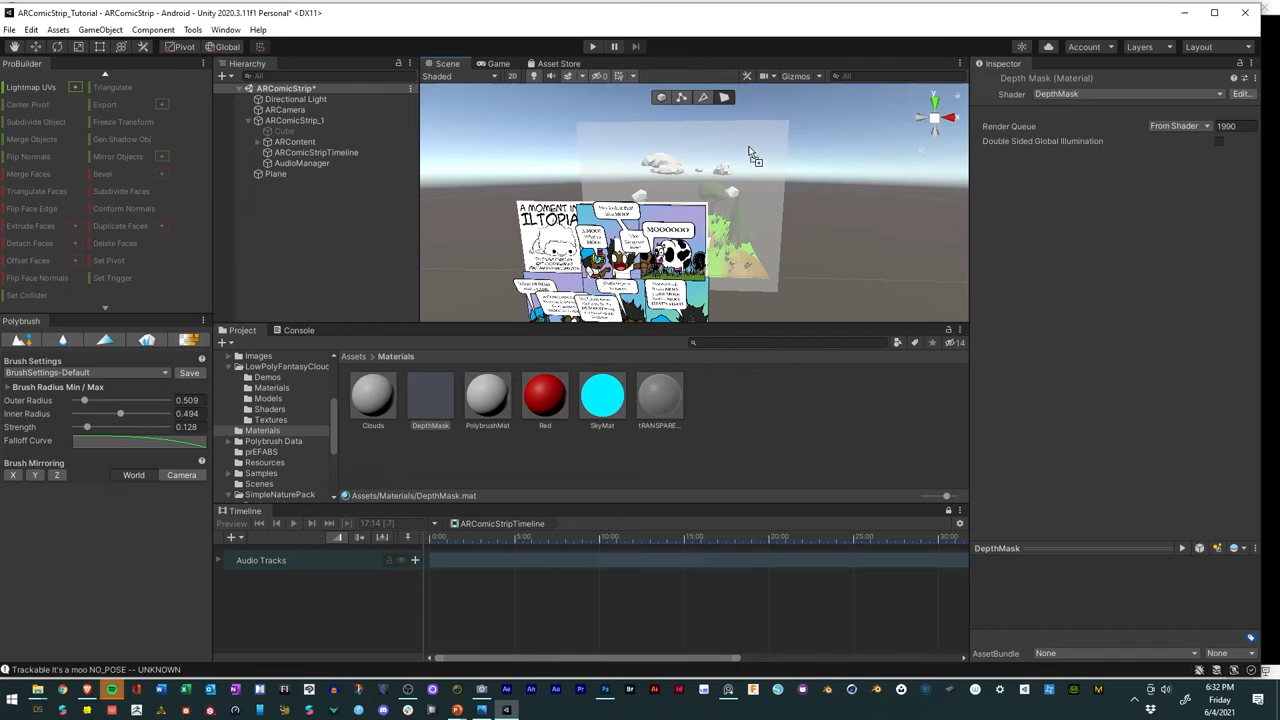 ARComicStrip_Tutorial - ARComicStrip - Android - Unity 2020.3.11f1 Personal* <DX11>
File Edit Assets GameObject Component Tools Window Help
Pivot Global Account Layers Layout
ProBuilder
Lightmap UVs Triangulate
Center Pivot Export
Subdivide Object Freeze Transform
Merge Objects Gen Shadow Obj
Flip Normals Mirror Objects
Merge Faces Bevel
Triangulate Faces Subdivide Faces
Flip Face Edge Conform Normals
Extrude Faces Duplicate Faces
Detach Faces Delete Faces
Offset Faces Set Pivot
Flip Face Normals Set Trigger
Set Collider
Polybrush
Brush Settings
BrushSettings-Default Save
Brush Radius Min / Max
Outer Radius 0.509
Inner Radius 0.494
Strength 0.128
Falloff Curve
Brush Mirroring
X Y Z World Camera
Hierarchy
All
ARComicStrip*
Directional Light
ARCamera
ARComicStrip_1
Cube
ARContent
ARComicStripTimeline
AudioManager
Plane
Scene Game Asset Store
Shaded 2D 0 Gizmos All
y
x
A MOMENT IN
ILTOPIA
MOOOOOO
Inspector
Depth Mask (Material)
Shader DepthMask Edit...
Render Queue From Shader 1990
Double Sided Global Illumination
Project Console
14
Images
LowPolyFantasyClouc
Demos
Materials
Models
Shaders
Textures
Materials
Polybrush Data
prEFABS
Resources
Samples
Scenes
SimpleNaturePack
Assets > Materials
Clouds DepthMask PolybrushMat Red SkyMat tRANSPARE...
Assets/Materials/DepthMask.mat
Timeline
Preview 17:14 [.7] ARComicStripTimeline
0:00 5:00 10:00 15:00 20:00 25:00 30:00
Audio Tracks
DepthMask
AssetBundle None None
Trackable It's a moo NO_POSE -- UNKNOWN
6:32 PM
Friday
6/4/2021